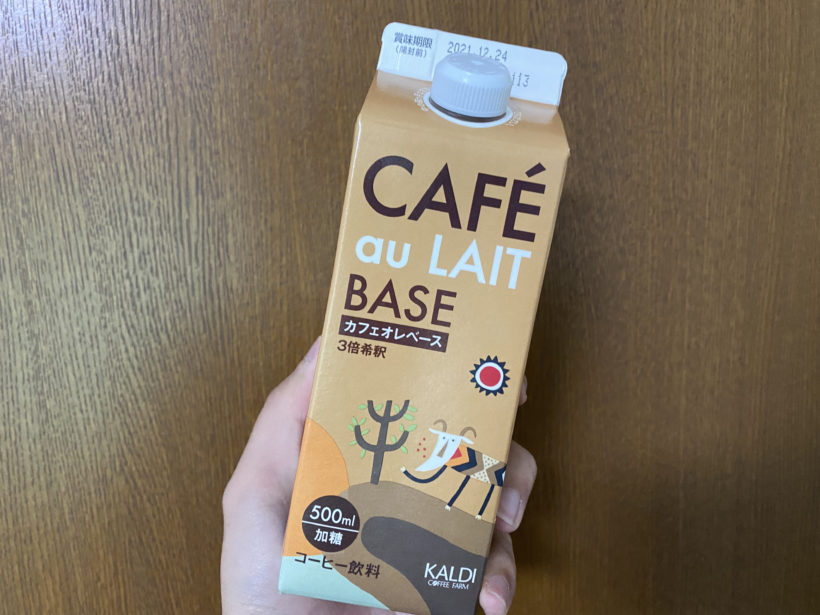 賞味期限
(開封前)
2021.12.24
CAFÉ
au LAIT
BASE
カフェオレベース
3倍希釈
500ml
加糖
コーヒー飲料
KALDI
COFFEE FARM